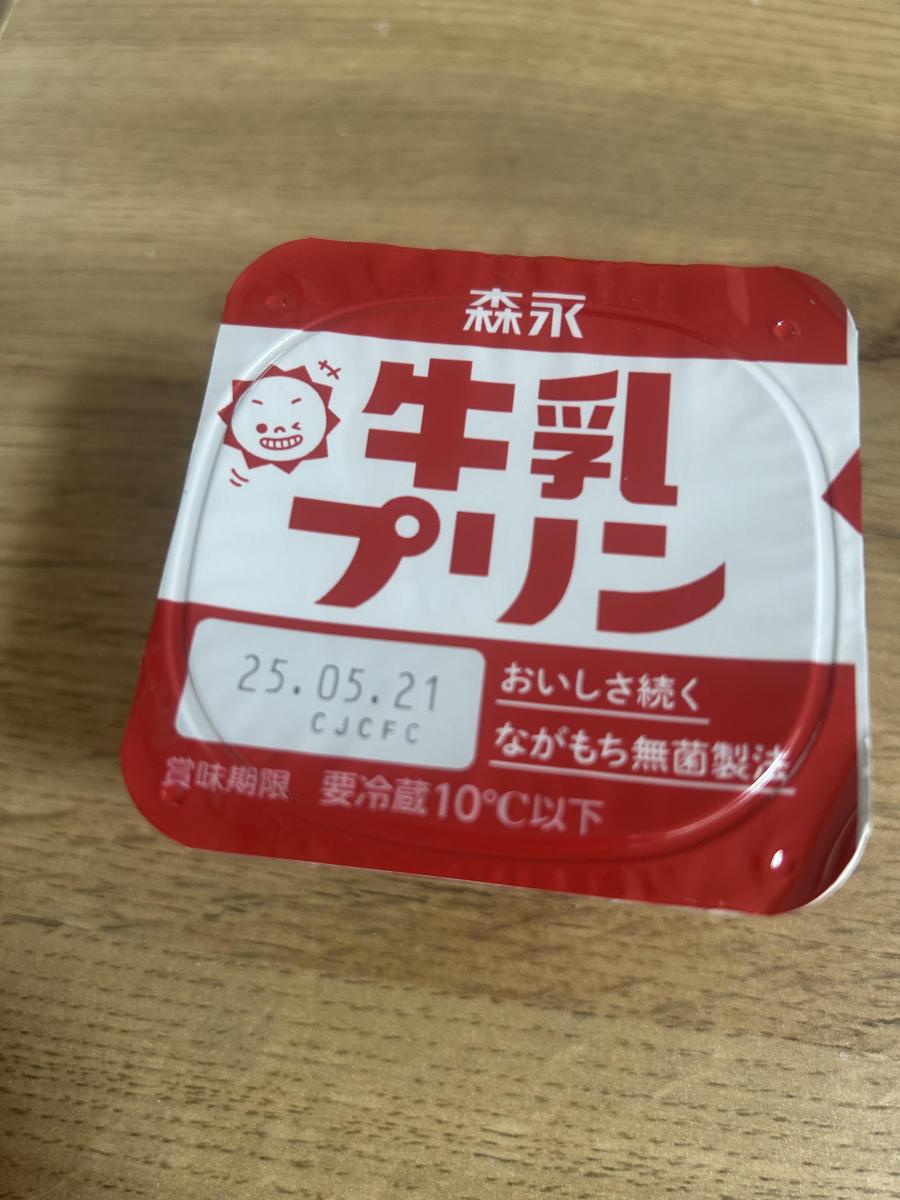 森永
牛乳
プリン
25.05.21
CJCFC
おいしさ続く
ながもち無菌製法
賞味期限 要冷蔵10℃以下